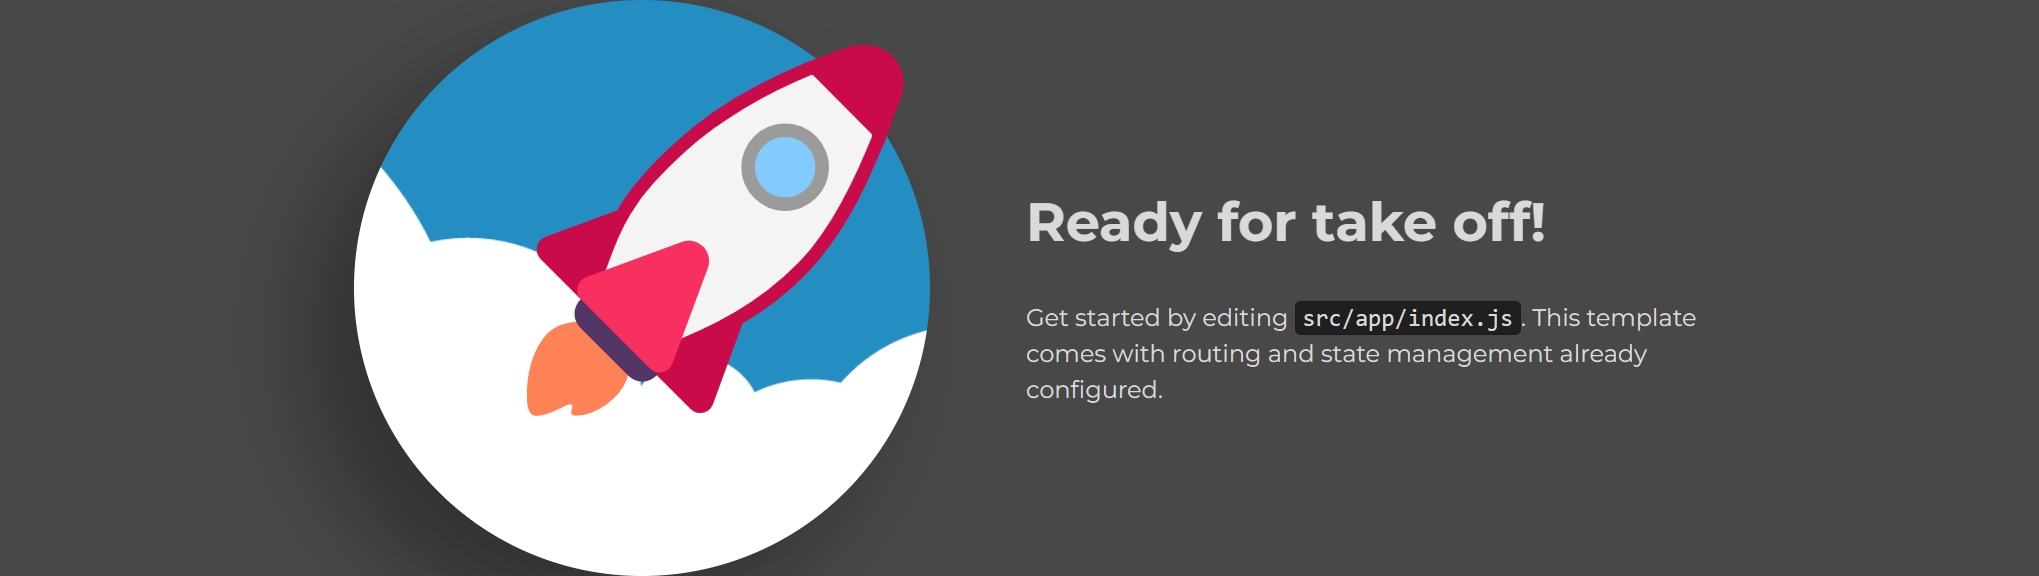 Ready for take off!
Get started by editing src/app/index.js. This template
comes with routing and state management already
configured.